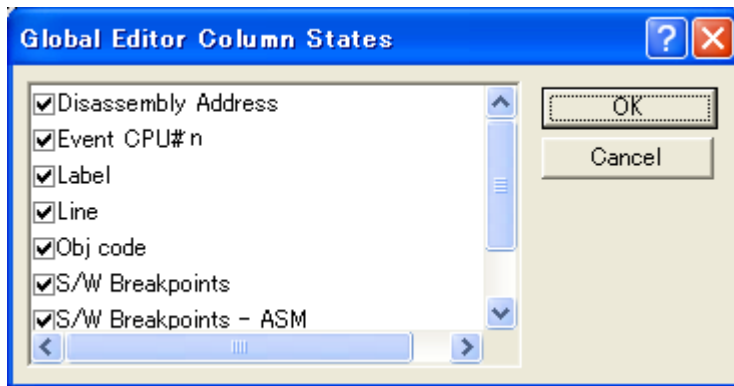 Global Editor Column States
Disassembly Address
Event CPU# n
Label
Line
Obj code
S/W Breakpoints
S/W Breakpoints - ASM
OK
Cancel